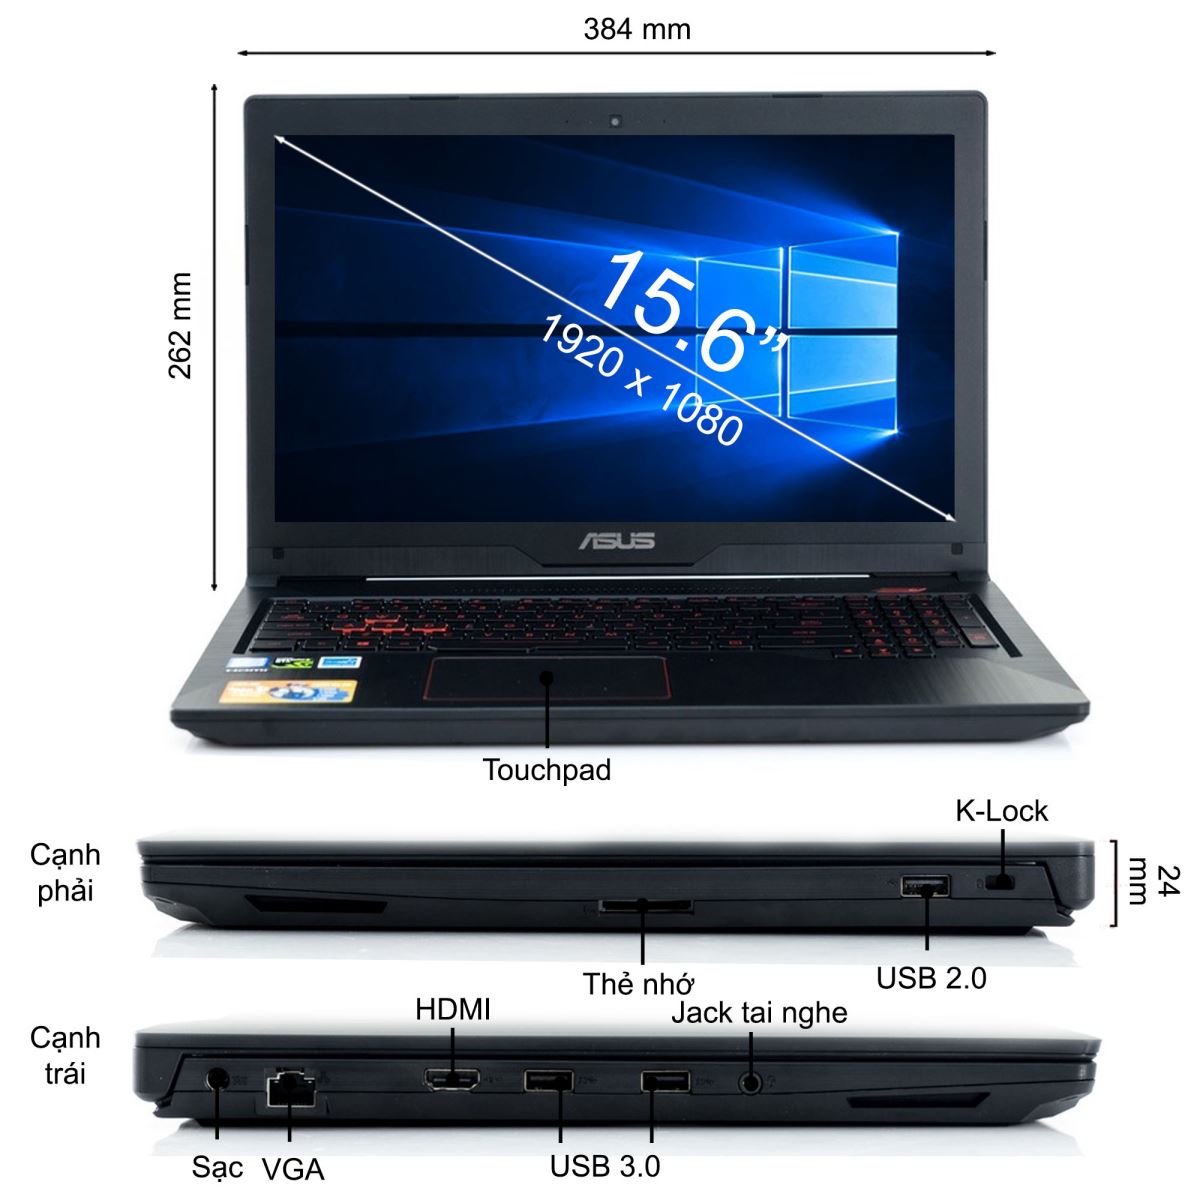 384 mm
262 mm
15.6”
1920 x 1080
ASUS
Touchpad
K-Lock
Cạnh
phải
24
mm
Thẻ nhớ
USB 2.0
HDMI
Jack tai nghe
Cạnh
trái
Sạc
VGA
USB 3.0